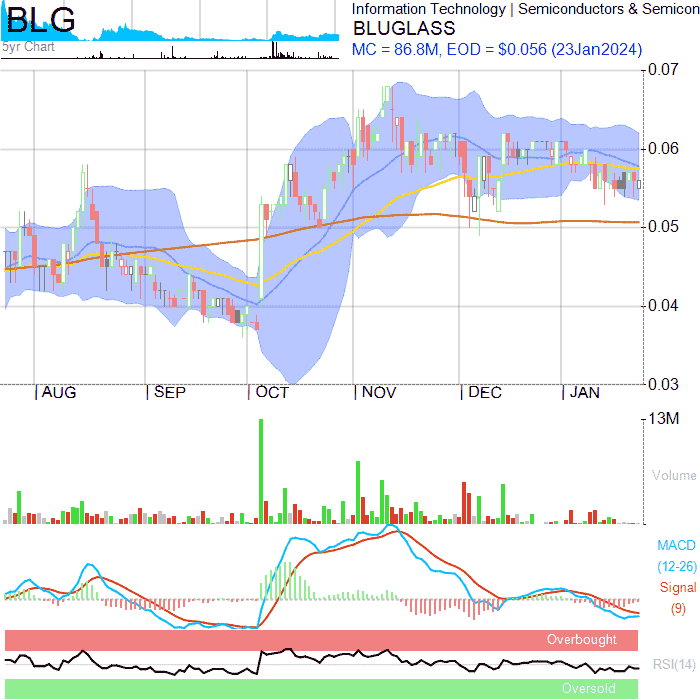 BLG
5yr Chart
Information Technology | Semiconductors & Semicon
BLUGLASS
MC = 86.8M, EOD = $0.056 (23Jan2024)
0.07
0.06
0.05
0.04
0.03
AUG SEP OCT NOV DEC JAN
13M
Volume
MACD
(12-26)
Signal
(9)
Overbought
RSI(14)
Oversold